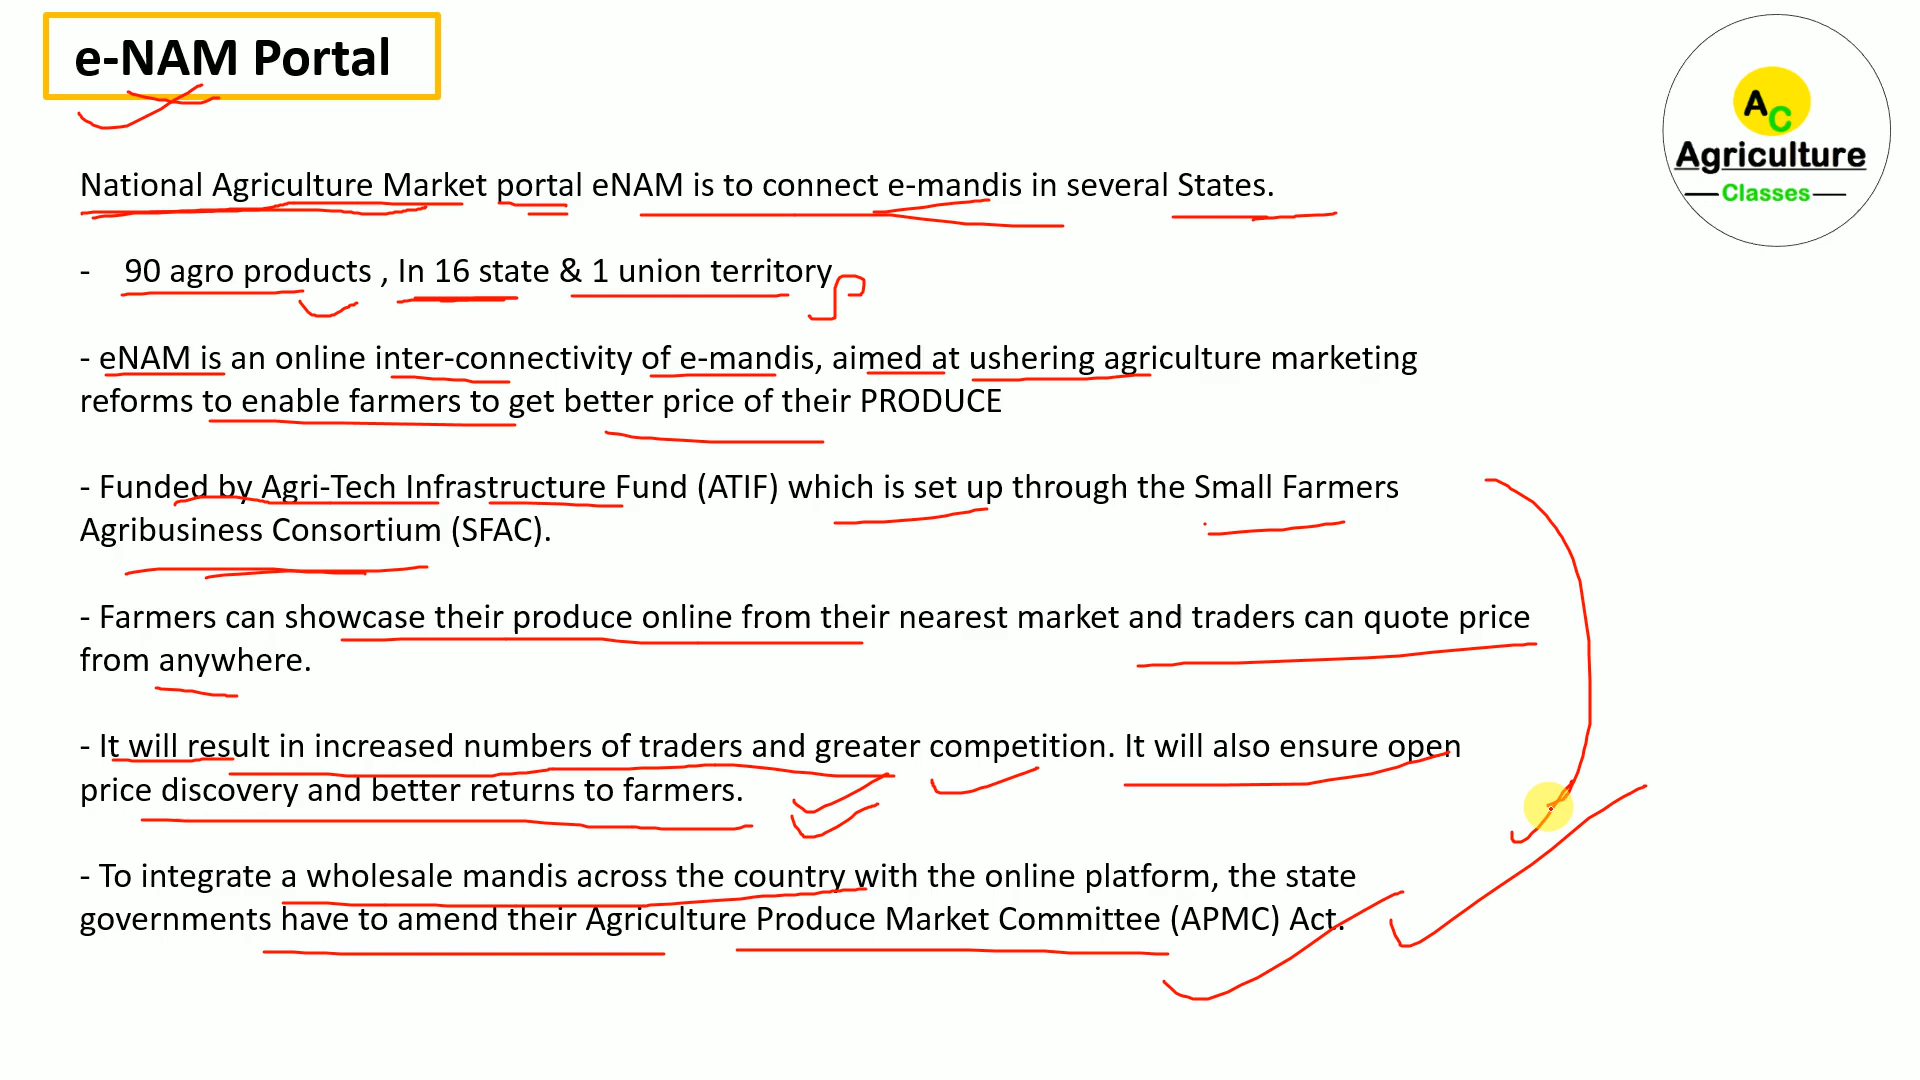 e-NAM Portal
A
C
Agriculture
Classes
National Agriculture Market portal eNAM is to connect e-mandis in several States.
- 90 agro products , In 16 state & 1 union territory
- eNAM is an online inter-connectivity of e-mandis, aimed at ushering agriculture marketing
reforms to enable farmers to get better price of their PRODUCE
- Funded by Agri-Tech Infrastructure Fund (ATIF) which is set up through the Small Farmers
Agribusiness Consortium (SFAC).
- Farmers can showcase their produce online from their nearest market and traders can quote price
from anywhere.
- It will result in increased numbers of traders and greater competition. It will also ensure open
price discovery and better returns to farmers.
- To integrate a wholesale mandis across the country with the online platform, the state
governments have to amend their Agriculture Produce Market Committee (APMC) Act.